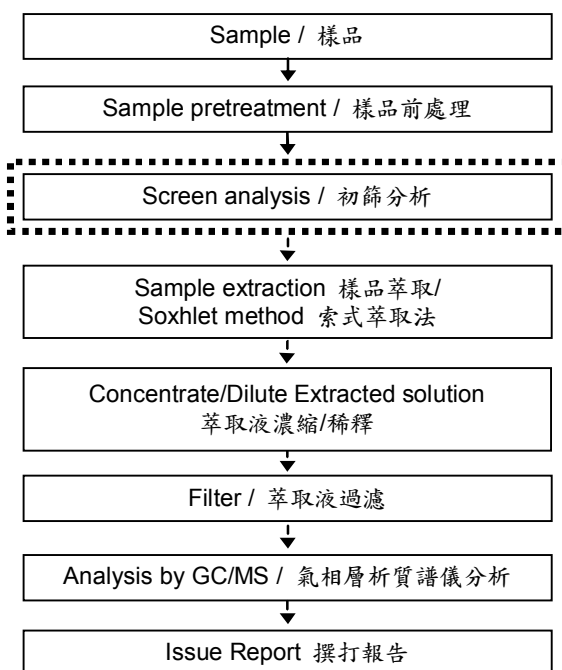 Sample / 樣品
Sample pretreatment / 樣品前處理
Screen analysis / 初篩分析
Sample extraction 樣品萃取/
Soxhlet method 索式萃取法
Concentrate/Dilute Extracted solution
萃取液濃縮/稀釋
Filter / 萃取液過濾
Analysis by GC/MS / 氣相層析質譜儀分析
Issue Report 撰打報告